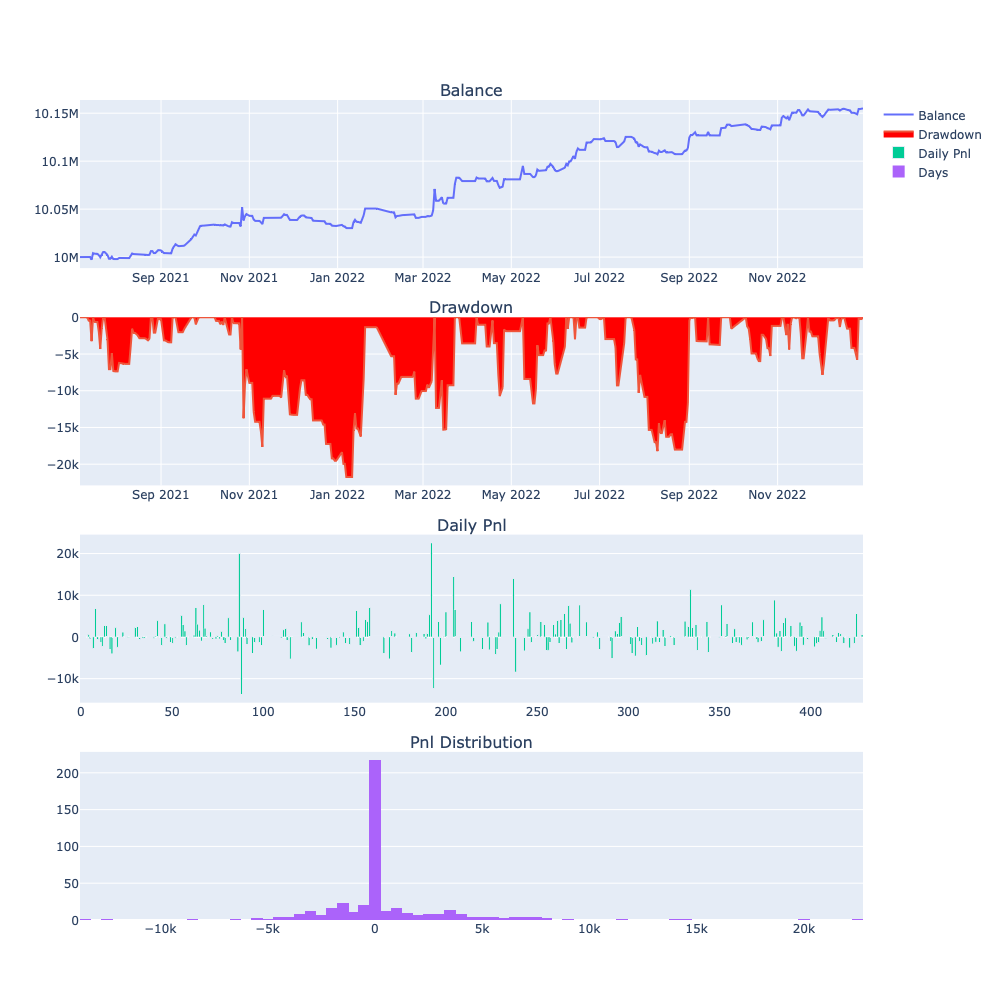 Balance
10.15M
10.1M
10.05M
10M
Sep 2021 Nov 2021 Jan 2022 Mar 2022 May 2022 Jul 2022 Sep 2022 Nov 2022
Balance
Drawdown
Daily Pnl
Days
Drawdown
0
−5k
−10k
−15k
−20k
Sep 2021 Nov 2021 Jan 2022 Mar 2022 May 2022 Jul 2022 Sep 2022 Nov 2022
Daily Pnl
20k
10k
0
−10k
0 50 100 150 200 250 300 350 400
Pnl Distribution
200
150
100
50
0
−10k −5k 0 5k 10k 15k 20k